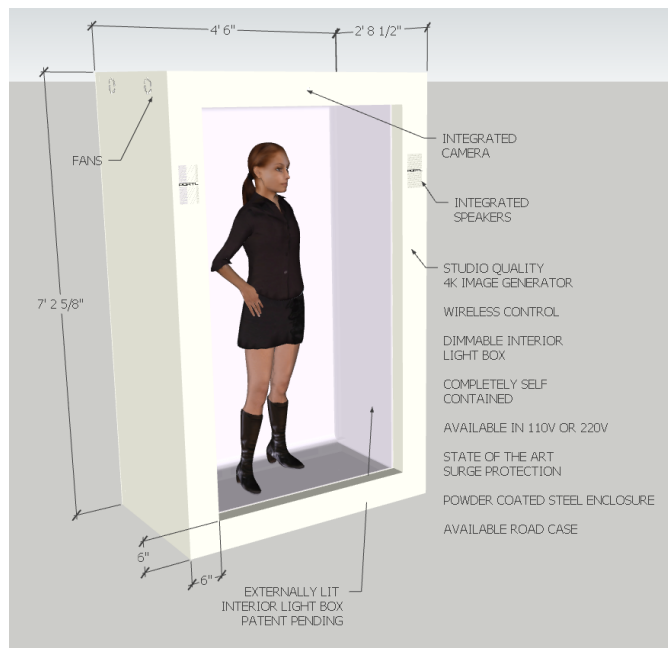 4' 6"
2' 8 1/2"
FANS
INTEGRATED
CAMERA
PORTL
PORTL
INTEGRATED
SPEAKERS
STUDIO QUALITY
4K IMAGE GENERATOR
7' 2 5/8"
WIRELESS CONTROL
DIMMABLE INTERIOR
LIGHT BOX
COMPLETELY SELF
CONTAINED
AVAILABLE IN 110V OR 220V
STATE OF THE ART
SURGE PROTECTION
POWDER COATED STEEL ENCLOSURE
AVAILABLE ROAD CASE
6"
6"
EXTERNALLY LIT
INTERIOR LIGHT BOX
PATENT PENDING